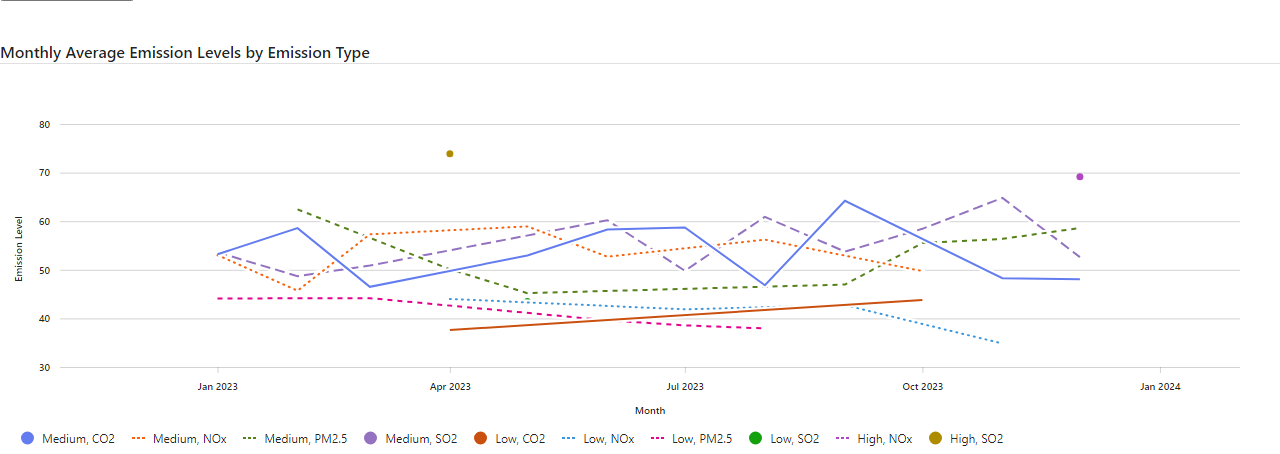 Monthly Average Emission Levels by Emission Type
80
70
60
50
40
30
Emission Level
Jan 2023 Apr 2023 Jul 2023 Oct 2023 Jan 2024
Month
Medium, CO2 Medium, NOx Medium, PM2.5 Medium, SO2 Low, CO2 Low, NOx Low, PM2.5 Low, SO2 High, NOx High, SO2